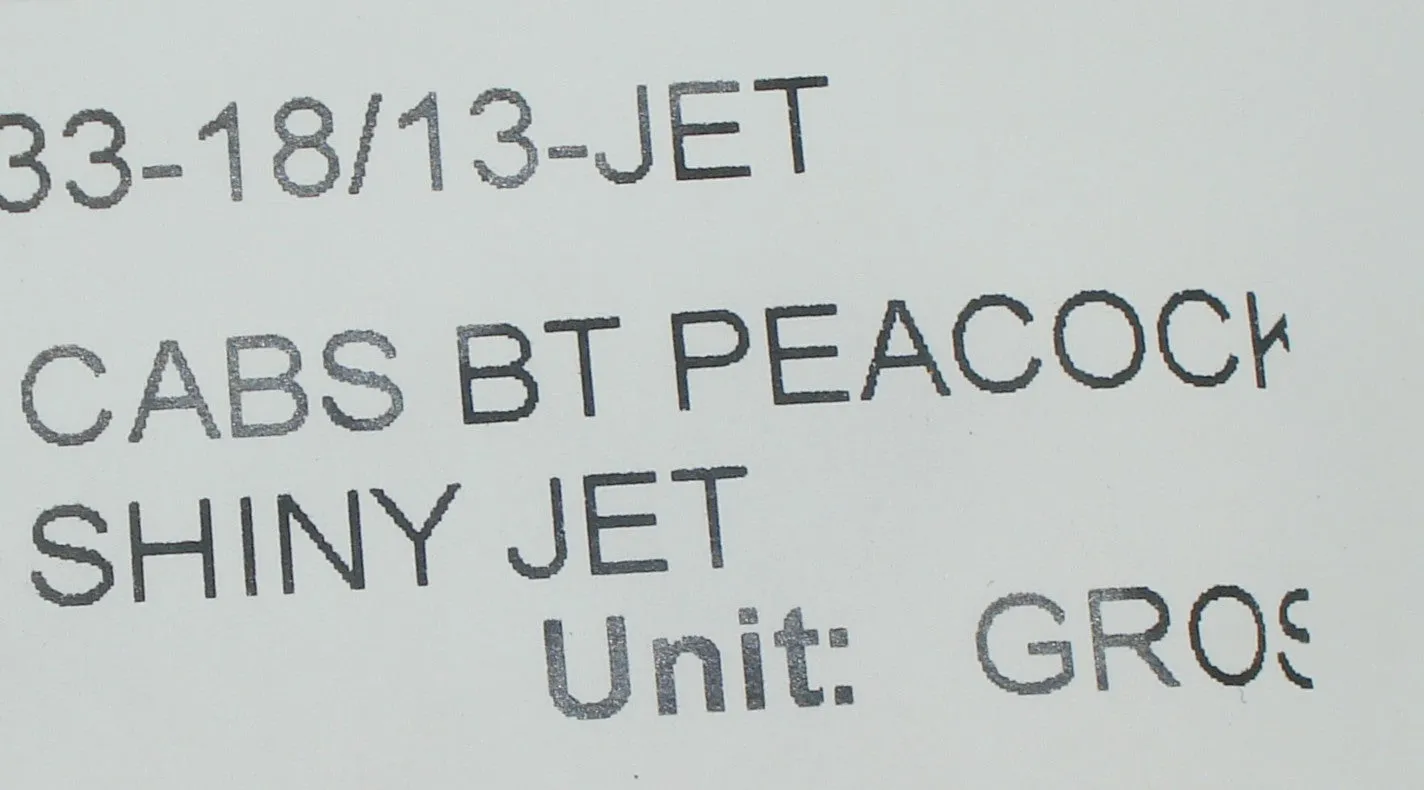 33-18/13-JET
CABS BT PEACOCK
SHINY JET
Unit: GROS